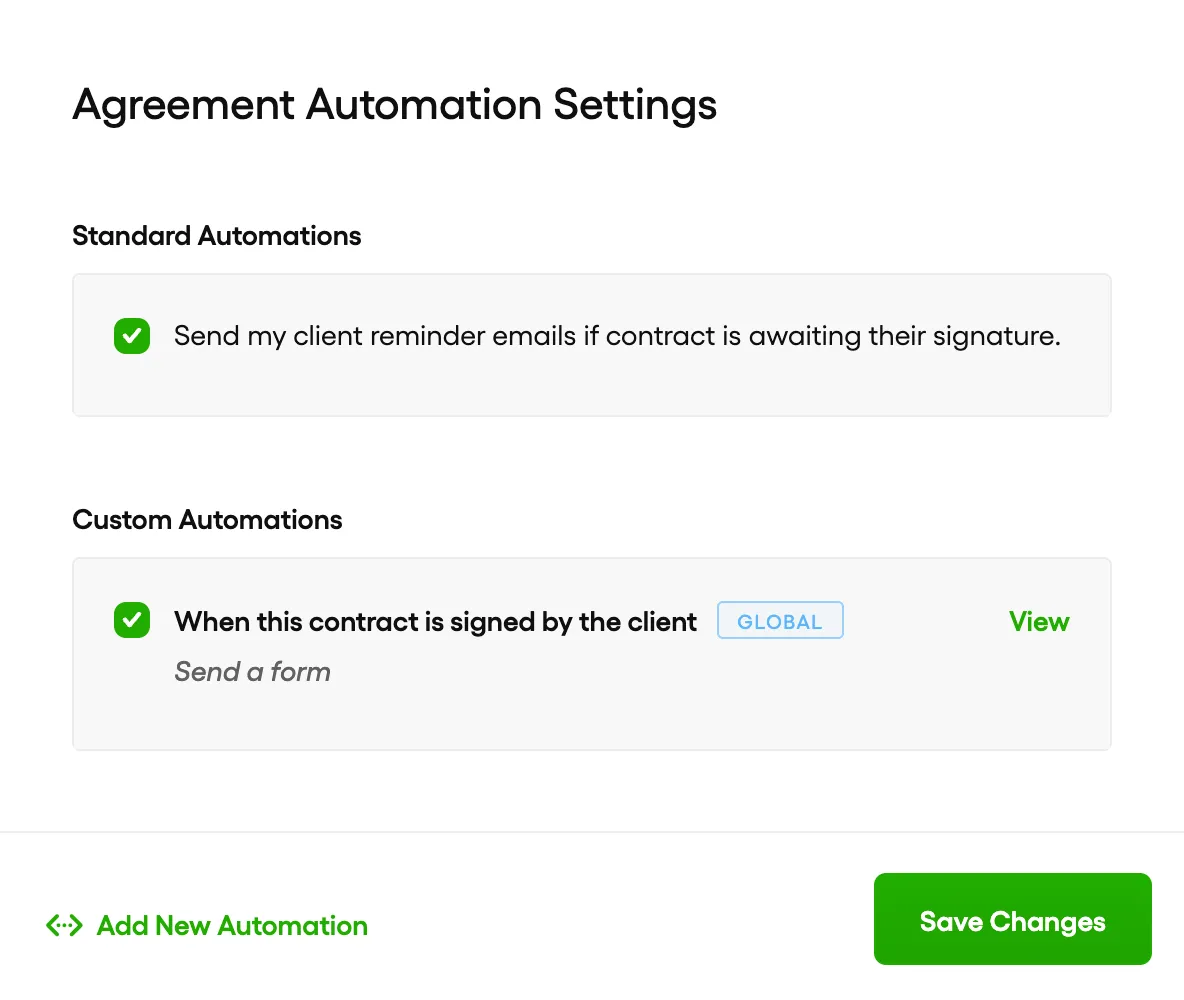 Agreement Automation Settings
Standard Automations
Send my client reminder emails if contract is awaiting their signature.
Custom Automations
When this contract is signed by the client GLOBAL View
Send a form
Add New Automation
Save Changes